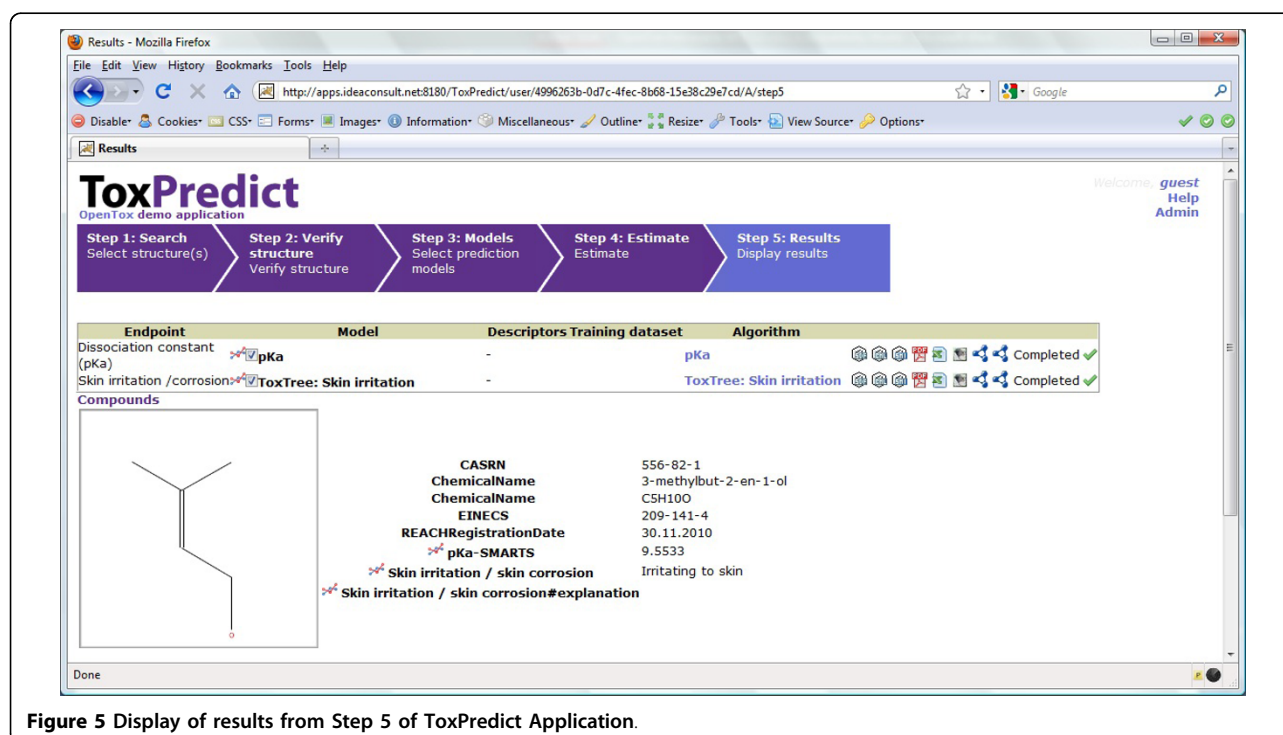 Results - Mozilla Firefox
File Edit View History Bookmarks Tools Help
http://apps.ideaconsult.net:8180/ToxPredict/user/4996263b-0d7c-4fec-8b68-15e38c29e7cd/A/step5
Google
Disable Cookies CSS Forms Images Information Miscellaneous Outline Resize Tools View Source Options
Results
ToxPredict
OpenTox demo application
Welcome, guest
Help
Admin
Step 1: Search
Select structure(s)
Step 2: Verify
structure
Verify structure
Step 3: Models
Select prediction
models
Step 4: Estimate
Estimate
Step 5: Results
Display results
Endpoint Model Descriptors Training dataset Algorithm
Dissociation constant
(pKa) pKa - pKa Completed
Skin irritation /corrosion ToxTree: Skin irritation - ToxTree: Skin irritation Completed
Compounds
CASRN 556-82-1
ChemicalName 3-methylbut-2-en-1-ol
ChemicalName C5H10O
EINECS 209-141-4
REACHRegistrationDate 30.11.2010
pKa-SMARTS 9.5533
Skin irritation / skin corrosion Irritating to skin
Skin irritation / skin corrosion#explanation
O
Done
Figure 5 Display of results from Step 5 of ToxPredict Application.